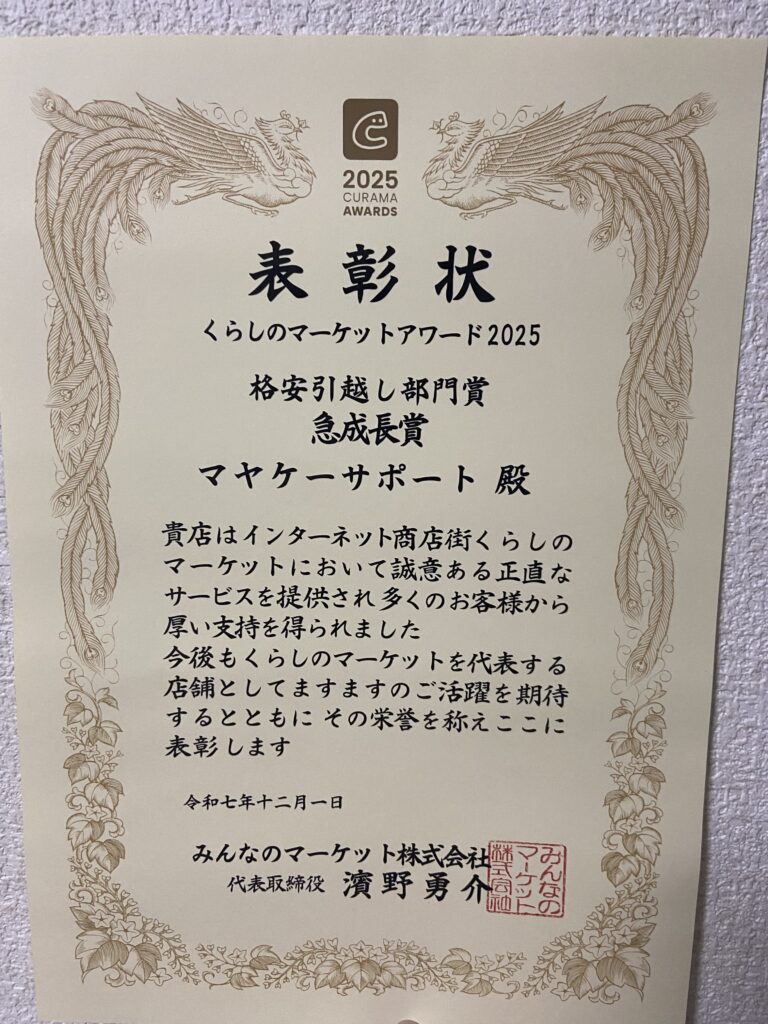 2025
CURAMA
AWARDS
表彰状
くらしのマーケットアワード2025
格安引越し部門賞
急成長賞
マヤケーサポート 殿
貴店はインターネット商店街くらしの
マーケットにおいて誠意ある正直な
サービスを提供され多くのお客様から
厚い支持を得られました
今後もくらしのマーケットを代表する
店舗としてますますのご活躍を期待
するとともに その栄誉を称えここに
表彰します
令和七年十二月一日
みんなのマーケット株式会社
代表取締役 濱野勇介
みんなの
マーケット
株式会社